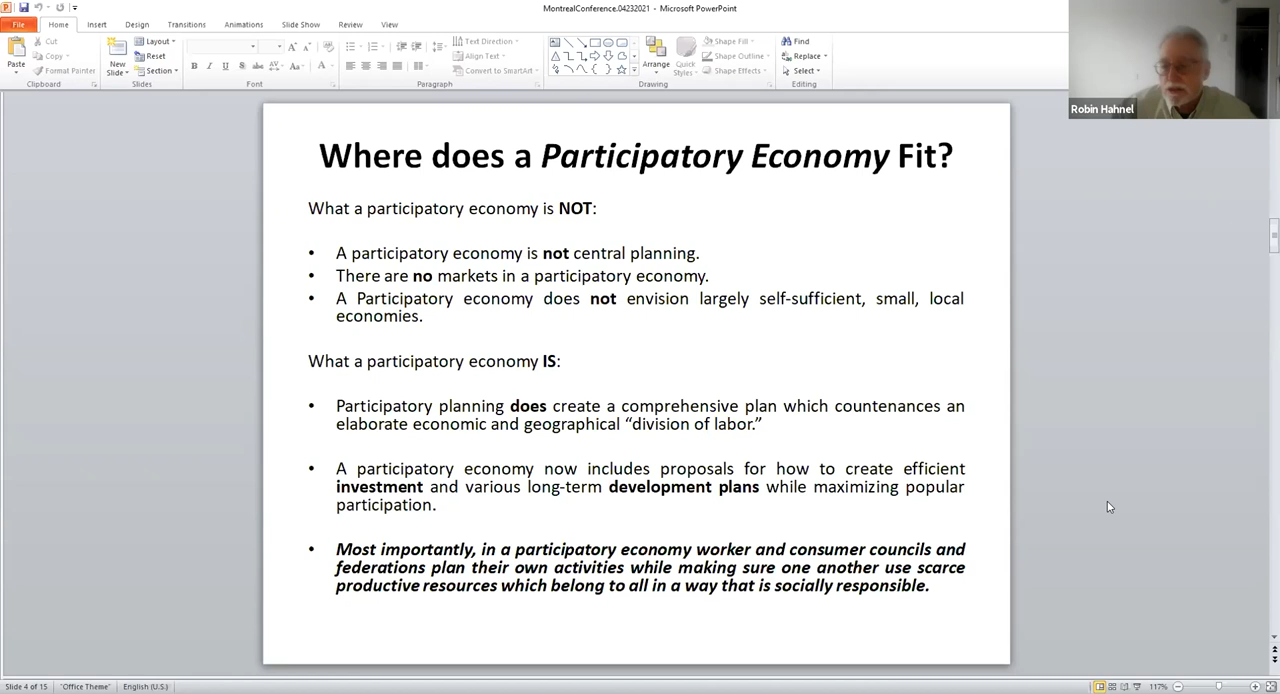 MontrealConference.04232021 - Microsoft PowerPoint
File Home Insert Design Transitions Animations Slide Show Review View
Paste
Cut
Copy
Format Painter
Clipboard
New
Slide
Layout
Reset
Section
Slides
B I U S abc AV Aa A
Font
Paragraph
Text Direction
Align Text
Convert to SmartArt
Arrange
Quick
Styles
Shape Fill
Shape Outline
Shape Effects
Drawing
Find
Replace
Select
Editing
Robin Hahnel
Where does a Participatory Economy Fit?
What a participatory economy is NOT:
• A participatory economy is not central planning.
• There are no markets in a participatory economy.
• A Participatory economy does not envision largely self-sufficient, small, local
economies.
What a participatory economy IS:
• Participatory planning does create a comprehensive plan which countenances an
elaborate economic and geographical “division of labor.”
• A participatory economy now includes proposals for how to create efficient
investment and various long-term development plans while maximizing popular
participation.
• Most importantly, in a participatory economy worker and consumer councils and
federations plan their own activities while making sure one another use scarce
productive resources which belong to all in a way that is socially responsible.
Slide 4 of 15 "Office Theme" English (U.S.) 117%